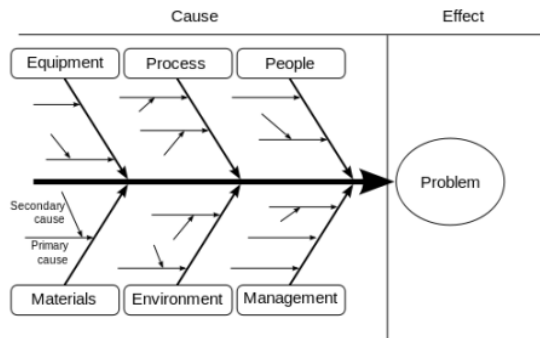 Cause
Effect
Equipment
Process
People
Problem
Secondary
cause
Primary
cause
Materials
Environment
Management